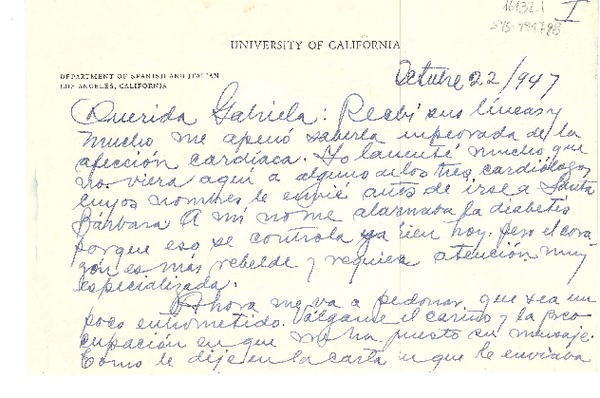 16132.1 I
UNIVERSITY OF CALIFORNIA
DEPARTMENT OF SPANISH AND ITALIAN
LOS ANGELES, CALIFORNIA
Octubre 22/947
Querida Gabriela: Recibí sus líneas y
mucho me apenó saberla empeorada de la
afección cardíaca. Yo lamenté mucho que
no viera aquí a alguno de los tres cardiólogos
cuyos nombres le envié antes de irse a Santa
Bárbara. A mí no me alarmaba la diabetis
porque eso se controla ya bien hoy. Pero el cora-
zón es más rebelde y requiere atención muy
especializada.
Ahora me va a perdonar que sea un
poco entrometido. Válgame el cariño y la preo-
cupación en que me ha puesto su mensaje.
Como le dije en la carta en que le enviaba